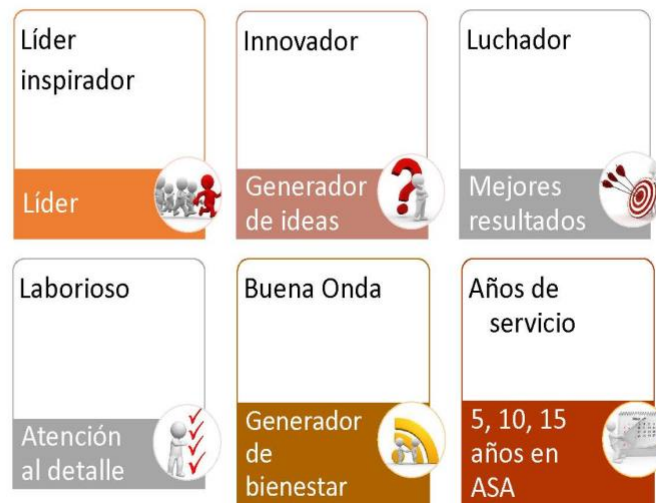 Líder
inspirador
Líder
Innovador
Generador
de ideas
Luchador
Mejores
resultados
Laborioso
Atención
al detalle
Buena Onda
Generador
de
bienestar
Años de
servicio
5, 10, 15
años en
ASA